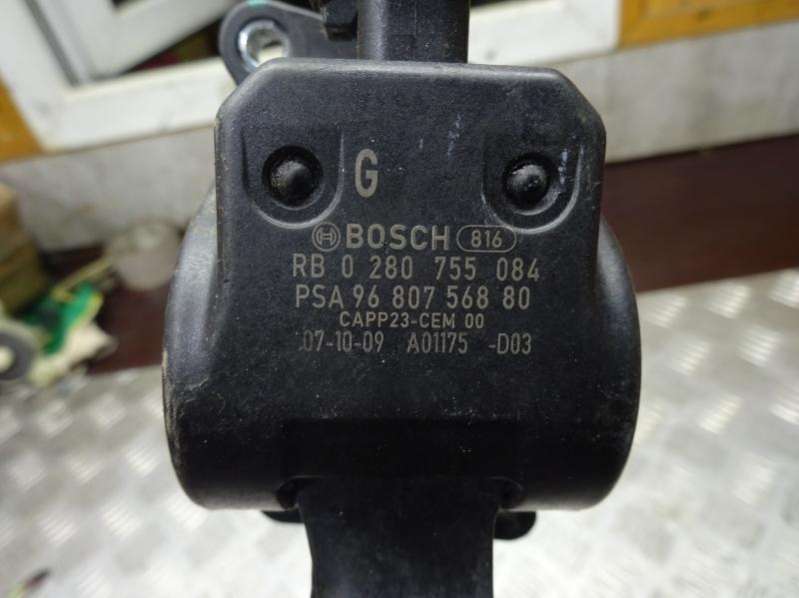 G
BOSCH 816
RB 0 280 755 084
PSA 96 807 568 80
CAPP23-CEM 00
07-10-09 A01175 -D03